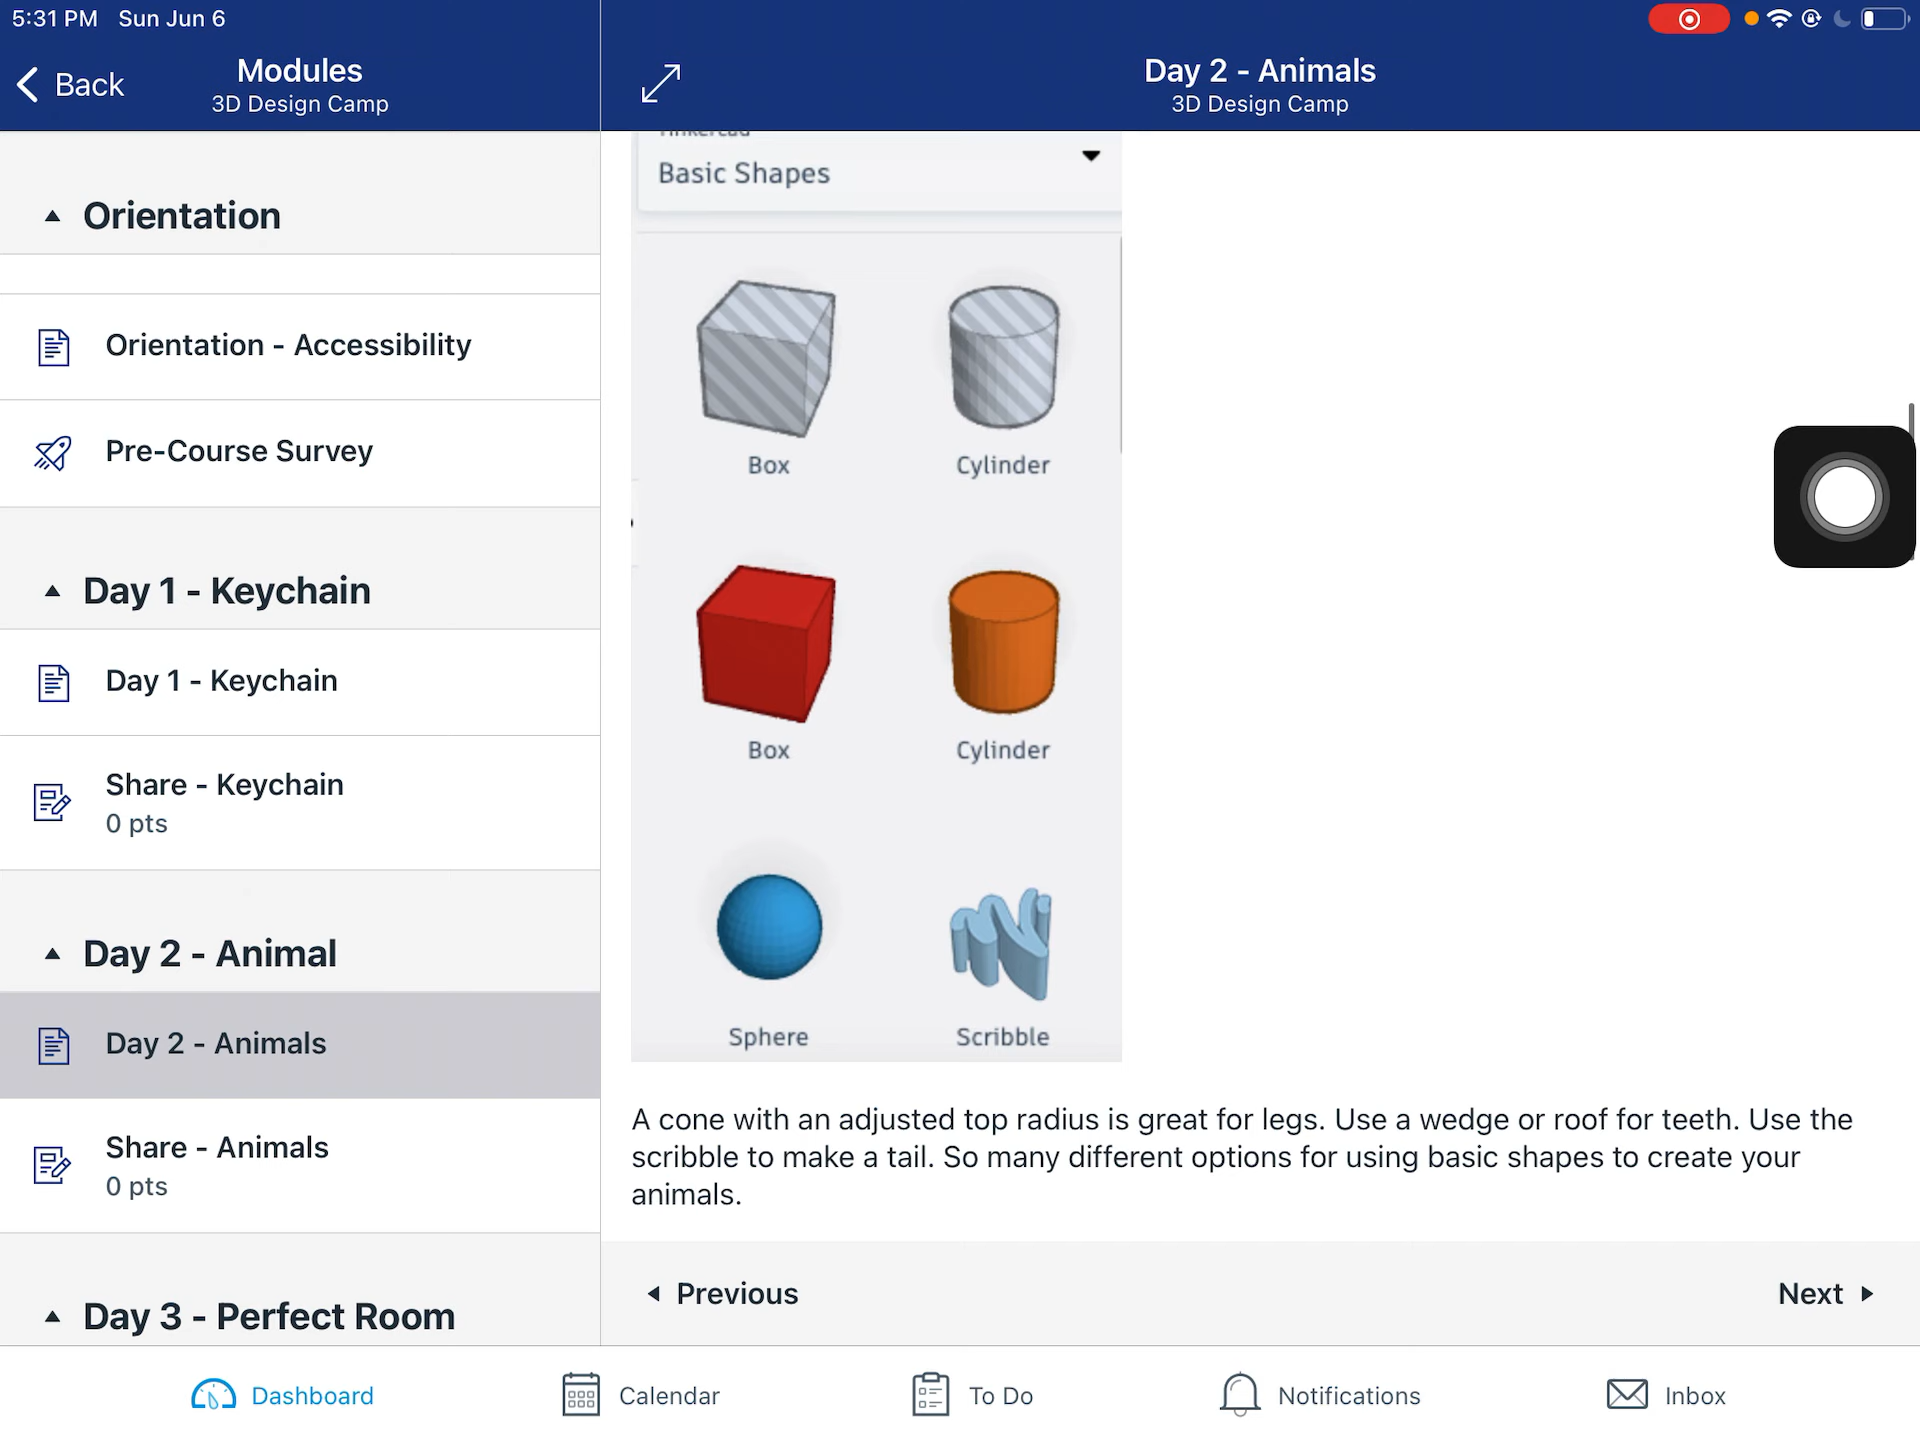 5:31 PM Sun Jun 6
Back
Modules
3D Design Camp
Day 2 - Animals
3D Design Camp
Orientation
Orientation - Accessibility
Pre-Course Survey
Day 1 - Keychain
Day 1 - Keychain
Share - Keychain
0 pts
Day 2 - Animal
Day 2 - Animals
Share - Animals
0 pts
Day 3 - Perfect Room
Tinkercad
Basic Shapes
Box Cylinder
Box Cylinder
Sphere Scribble
A cone with an adjusted top radius is great for legs. Use a wedge or roof for teeth. Use the
scribble to make a tail. So many different options for using basic shapes to create your
animals.
Previous Next
Dashboard Calendar To Do Notifications Inbox